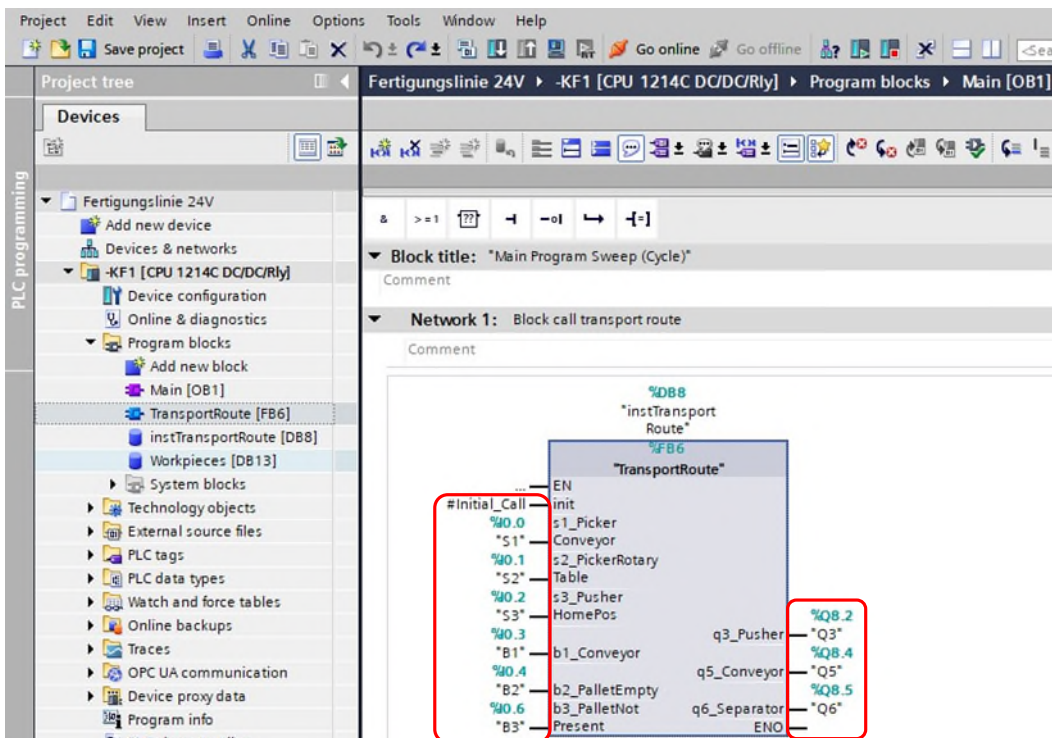 Project Edit View Insert Online Options Tools Window Help
Save project Go online Go offline <Sea
Project tree
Fertigungslinie 24V ▸ -KF1 [CPU 1214C DC/DC/Rly] ▸ Program blocks ▸ Main [OB1]
Devices
PLC programming
Fertigungslinie 24V
Add new device
Devices & networks
-KF1 [CPU 1214C DC/DC/Rly]
Device configuration
Online & diagnostics
Program blocks
Add new block
Main [OB1]
TransportRoute [FB6]
instTransportRoute [DB8]
Workpieces [DB13]
System blocks
Technology objects
External source files
PLC tags
PLC data types
Watch and force tables
Online backups
Traces
OPC UA communication
Device proxy data
Program info
& >=1 ??
Block title: "Main Program Sweep (Cycle)"
Comment
Network 1: Block call transport route
Comment
%DB8
"instTransport
Route"
%FB6
"TransportRoute"
... EN
#Initial_Call init
%I0.0 s1_Picker
"S1" Conveyor
%I0.1 s2_PickerRotary
"S2" Table
%I0.2 s3_Pusher
"S3" HomePos
%I0.3
"B1" b1_Conveyor
%I0.4
"B2" b2_PalletEmpty
%I0.6 b3_PalletNot
"B3" Present
%Q8.2
q3_Pusher "Q3"
%Q8.4
q5_Conveyor "Q5"
%Q8.5
q6_Separator "Q6"
ENO